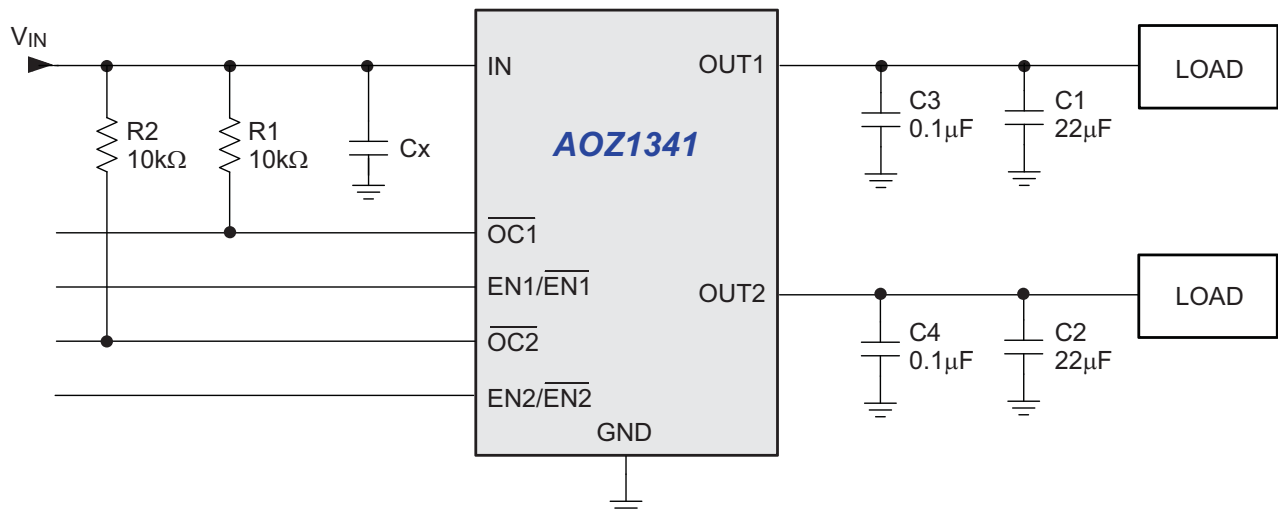 VIN
IN
OUT1
LOAD
R2
10kΩ
R1
10kΩ
Cx
AOZ1341
C3
0.1μF
C1
22μF
OC1
EN1/EN1
OUT2
LOAD
OC2
C4
0.1μF
C2
22μF
EN2/EN2
GND